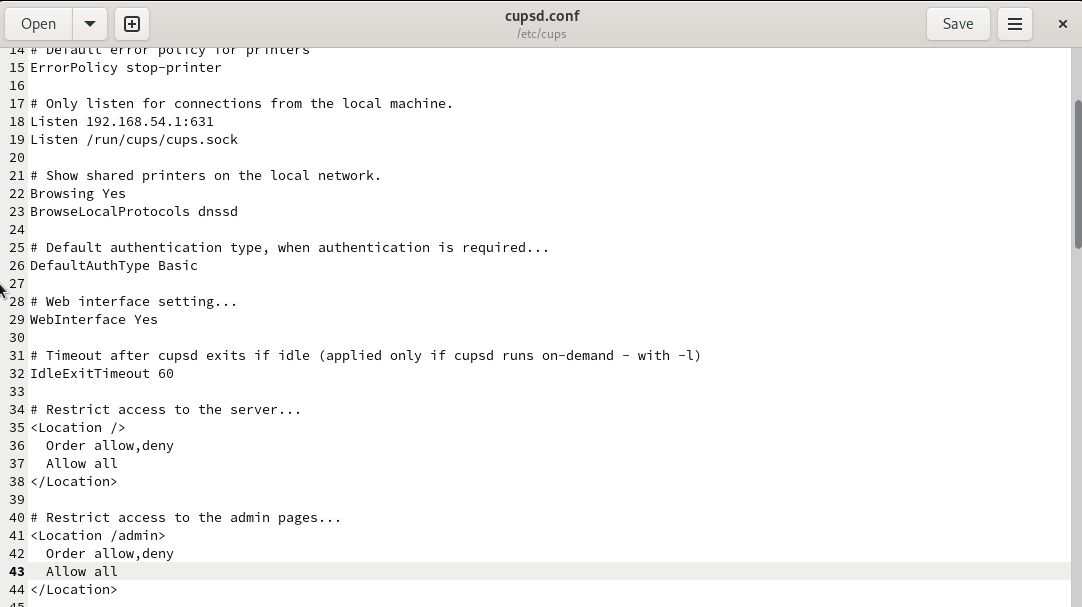 Open
cupsd.conf
/etc/cups
Save
14 # Default error policy for printers
15 ErrorPolicy stop-printer
16
17 # Only listen for connections from the local machine.
18 Listen 192.168.54.1:631
19 Listen /run/cups/cups.sock
20
21 # Show shared printers on the local network.
22 Browsing Yes
23 BrowseLocalProtocols dnssd
24
25 # Default authentication type, when authentication is required...
26 DefaultAuthType Basic
27
28 # Web interface setting...
29 WebInterface Yes
30
31 # Timeout after cupsd exits if idle (applied only if cupsd runs on-demand - with -l)
32 IdleExitTimeout 60
33
34 # Restrict access to the server...
35 <Location />
36   Order allow,deny
37   Allow all
38 </Location>
39
40 # Restrict access to the admin pages...
41 <Location /admin>
42   Order allow,deny
43   Allow all
44 </Location>
45